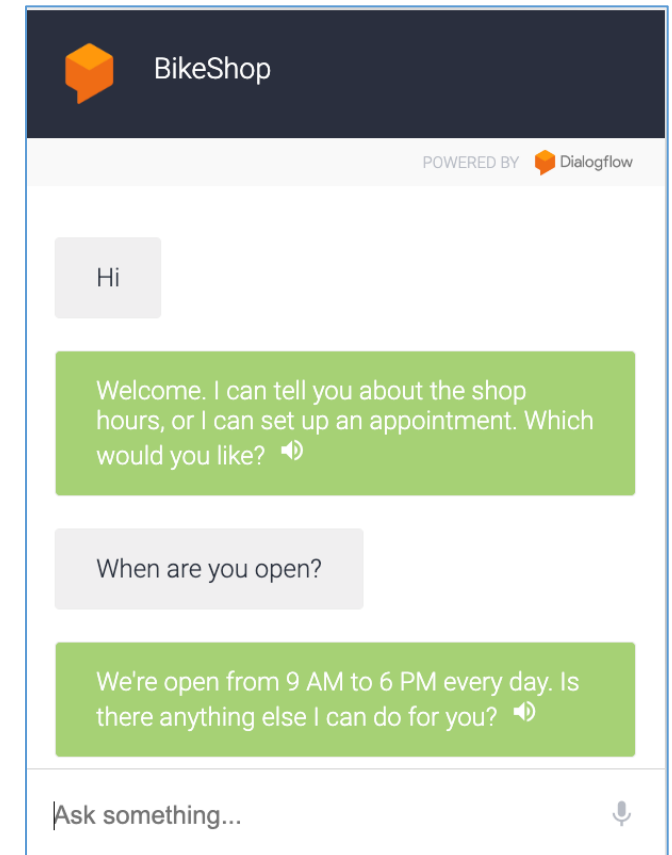 BikeShop
POWERED BY Dialogflow
Hi
Welcome. I can tell you about the shop
hours, or I can set up an appointment. Which
would you like?
When are you open?
We're open from 9 AM to 6 PM every day. Is
there anything else I can do for you?
Ask something...